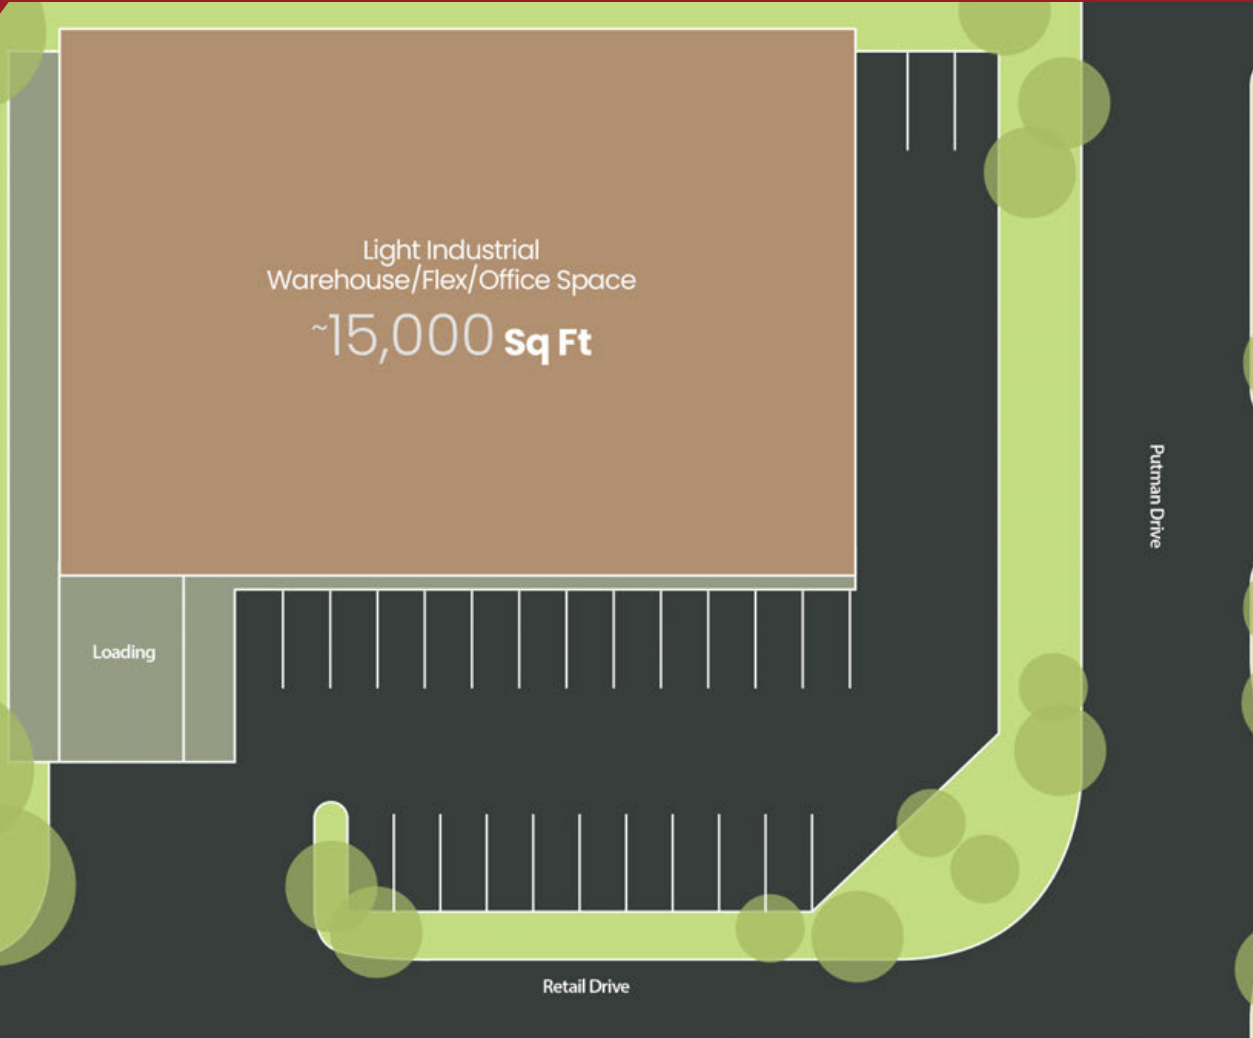 Light Industrial
Warehouse/Flex/Office Space
~15,000 Sq Ft
Putman Drive
Loading
Retail Drive